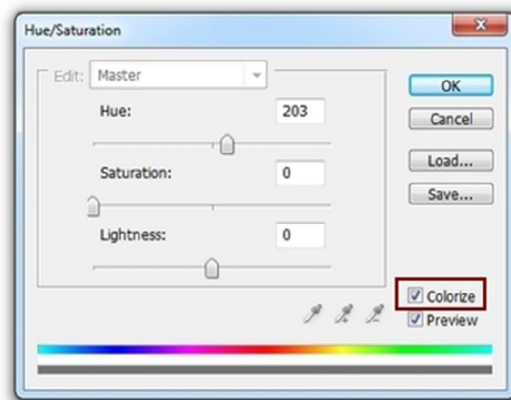 Hue/Saturation
Edit: Master
OK
Hue: 203
Cancel
Load...
Saturation: 0
Save...
Lightness: 0
Colorize
Preview